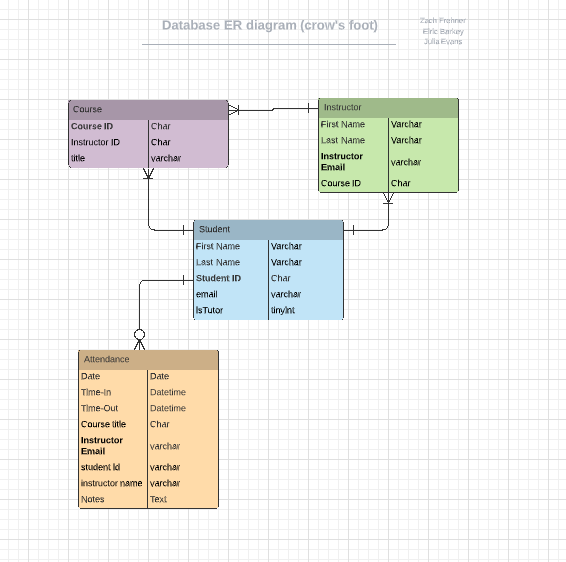 Database ER diagram (crow's foot)
Zach Frehner
Elric Barkey
Julia Evans
Course
Course ID Char
Instructor ID Char
title varchar
Instructor
First Name Varchar
Last Name Varchar
Instructor
Email varchar
Course ID Char
Student
First Name Varchar
Last Name Varchar
Student ID Char
email varchar
IsTutor tinyint
Attendance
Date Date
Time-In Datetime
Time-Out Datetime
Course title Char
Instructor
Email varchar
student Id varchar
instructor name varchar
Notes Text